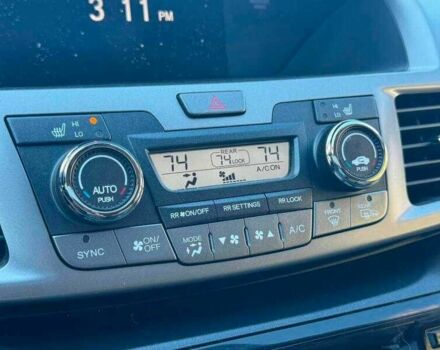 3 11 PM
HI
LO
HI
LO
REAR
74 74 LOCK 74
A/C ON
AUTO
PUSH
PUSH
RR ON/OFF
RR SETTINGS
RR LOCK
SYNC
ON/OFF
MODE
A/C
FRONT
REAR